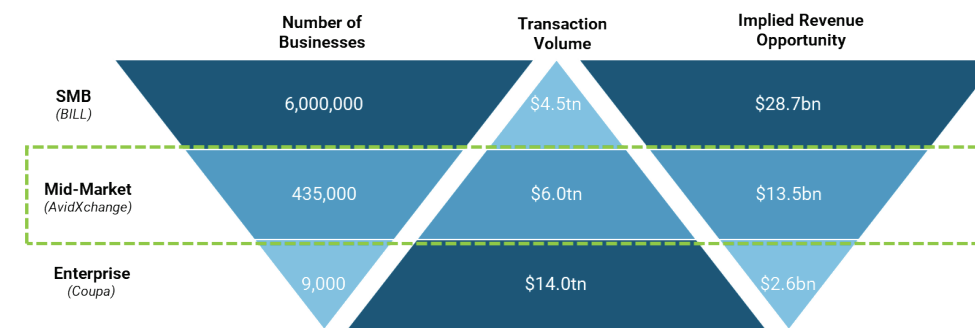 Number of
Businesses
Transaction
Volume
Implied Revenue
Opportunity
SMB
(BILL)
6,000,000
$4.5tn
$28.7bn
Mid-Market
(AvidXchange)
435,000
$6.0tn
$13.5bn
Enterprise
(Coupa)
9,000
$14.0tn
$2.6bn